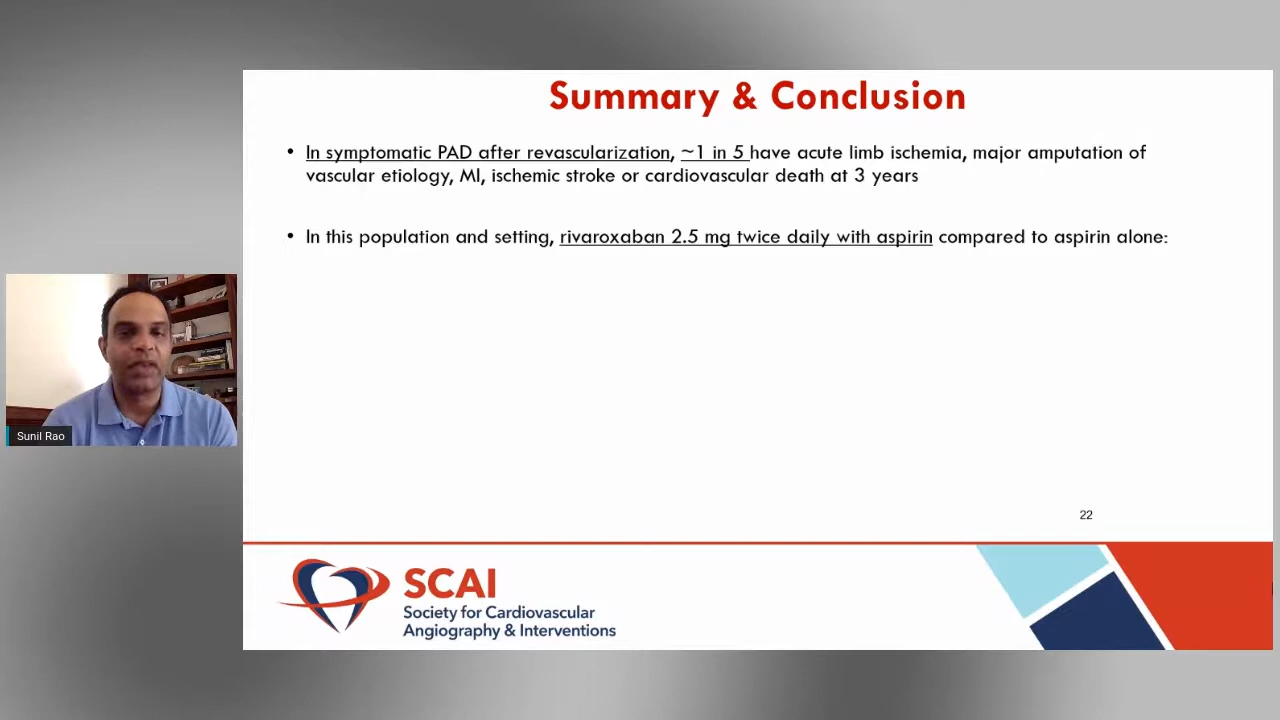 Summary & Conclusion
• In symptomatic PAD after revascularization, ~1 in 5 have acute limb ischemia, major amputation of
vascular etiology, MI, ischemic stroke or cardiovascular death at 3 years
• In this population and setting, rivaroxaban 2.5 mg twice daily with aspirin compared to aspirin alone:
Sunil Rao
22
SCAI
Society for Cardiovascular
Angiography & Interventions